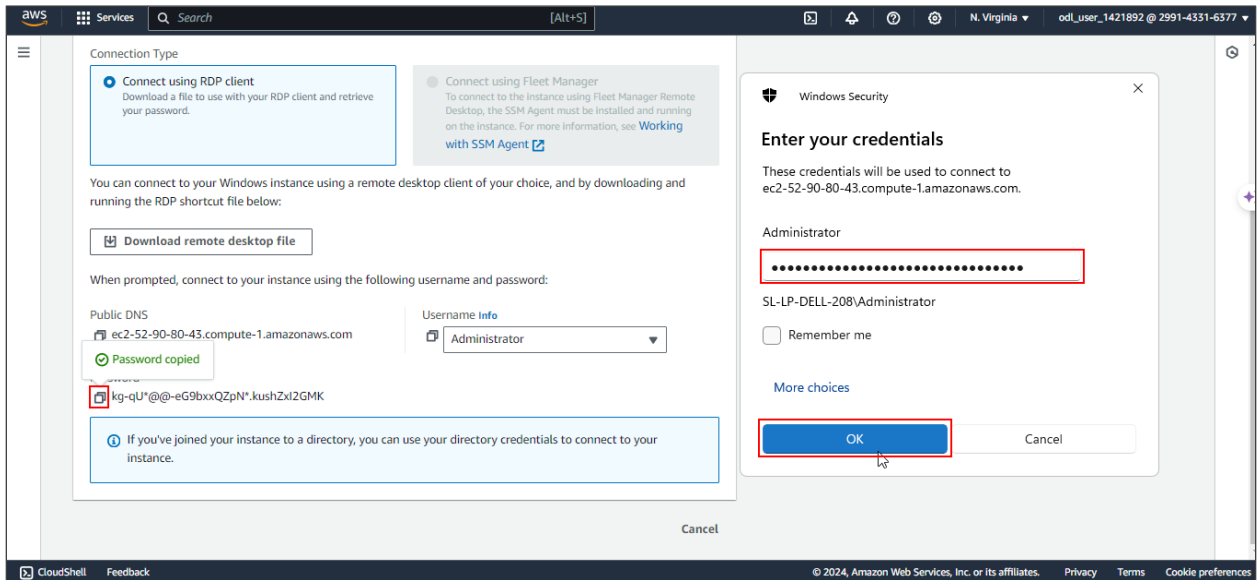 aws
Services
Search
[Alt+S]
N. Virginia
odl_user_1421892 @ 2991-4331-6377
Connection Type
Connect using RDP client
Download a file to use with your RDP client and retrieve
your password.
Connect using Fleet Manager
To connect to the instance using Fleet Manager Remote
Desktop, the SSM Agent must be installed and running
on the instance. For more information, see Working
with SSM Agent
You can connect to your Windows instance using a remote desktop client of your choice, and by downloading and
running the RDP shortcut file below:
Download remote desktop file
When prompted, connect to your instance using the following username and password:
Public DNS
ec2-52-90-80-43.compute-1.amazonaws.com
Username Info
Administrator
Password copied
kg-qU*@@-eG9bxxQZpN*.kushZxI2GMK
If you've joined your instance to a directory, you can use your directory credentials to connect to your
instance.
Cancel
Windows Security
Enter your credentials
These credentials will be used to connect to
ec2-52-90-80-43.compute-1.amazonaws.com.
Administrator
SL-LP-DELL-208\Administrator
Remember me
More choices
OK
Cancel
CloudShell
Feedback
© 2024, Amazon Web Services, Inc. or its affiliates.
Privacy
Terms
Cookie preferences